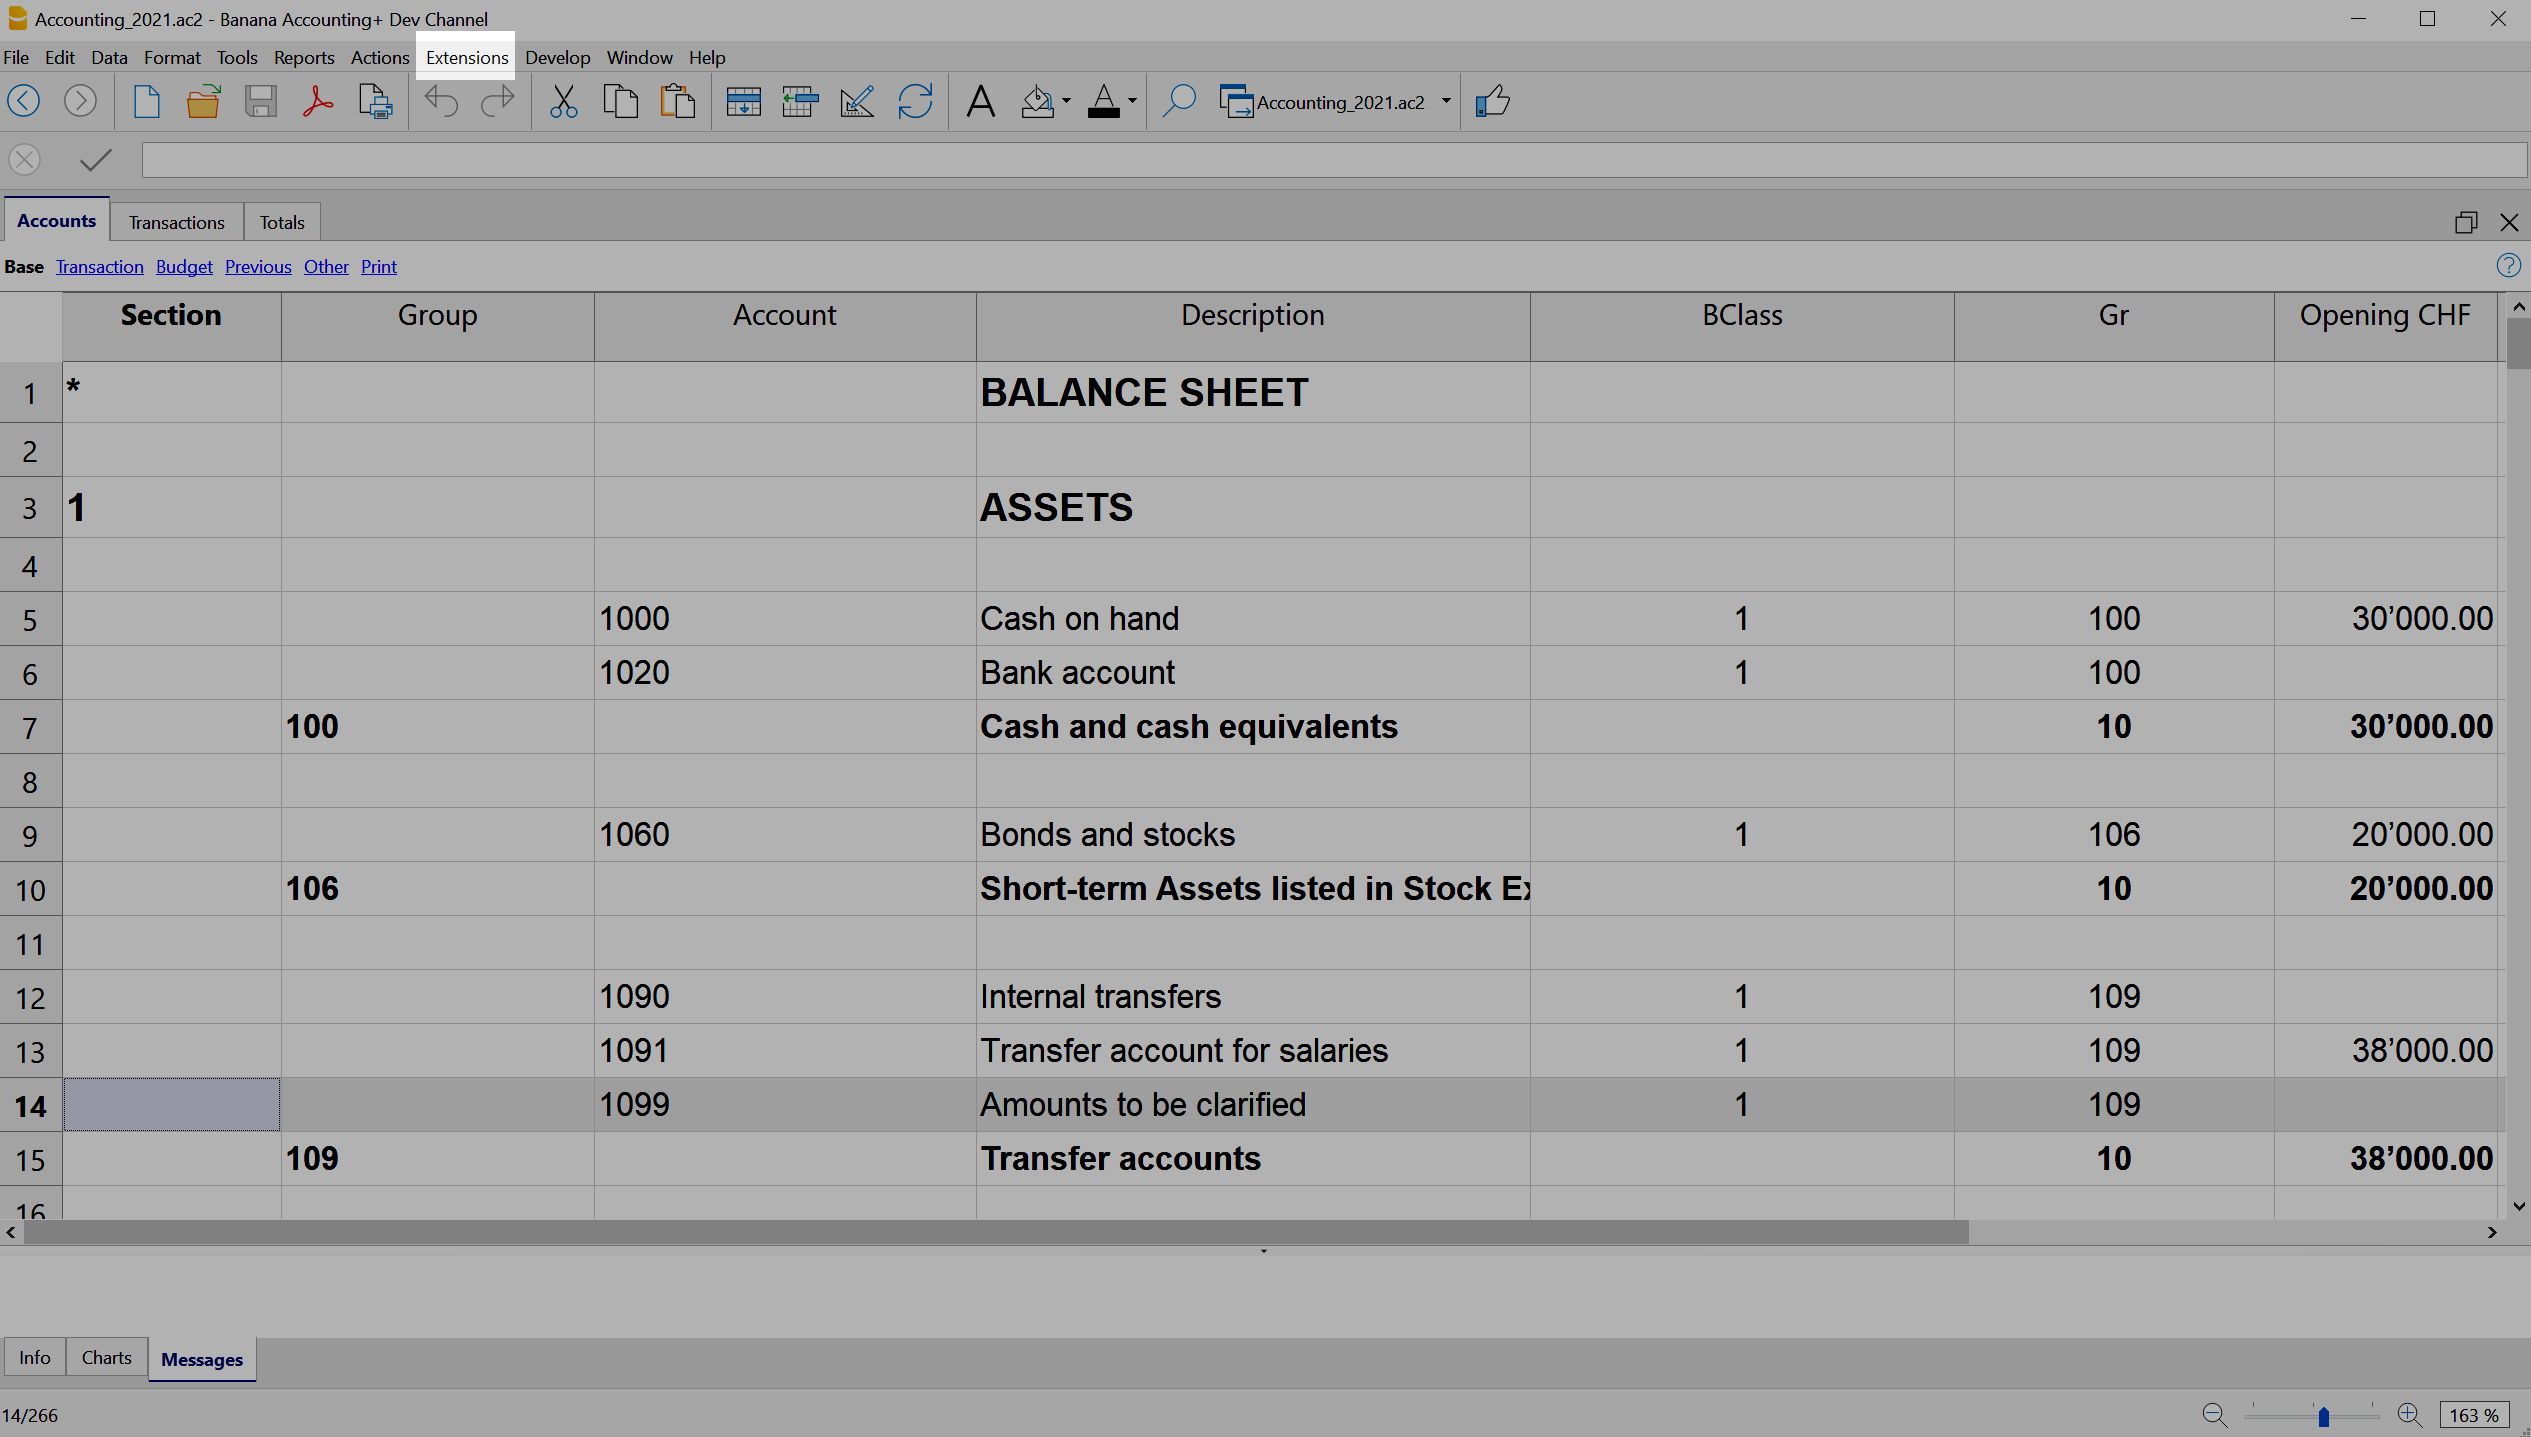 Accounting_2021.ac2 - Banana Accounting+ Dev Channel
File Edit Data Format Tools Reports Actions Extensions Develop Window Help
Accounting_2021.ac2
Accounts Transactions Totals
Base Transaction Budget Previous Other Print
Section Group Account Description BClass Gr Opening CHF
1 * BALANCE SHEET
2
3 1 ASSETS
4
5 1000 Cash on hand 1 100 30’000.00
6 1020 Bank account 1 100
7 100 Cash and cash equivalents 10 30’000.00
8
9 1060 Bonds and stocks 1 106 20’000.00
10 106 Short-term Assets listed in Stock Ex 10 20’000.00
11
12 1090 Internal transfers 1 109
13 1091 Transfer account for salaries 1 109 38’000.00
14 1099 Amounts to be clarified 1 109
15 109 Transfer accounts 10 38’000.00
16
Info Charts Messages
14/266 163 %